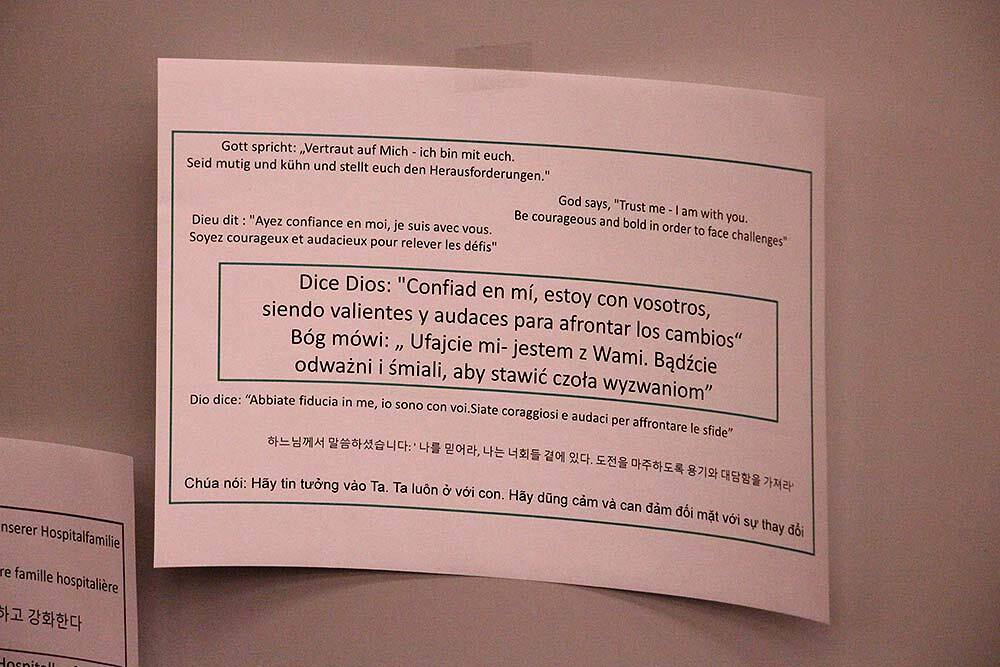 Gott spricht: „Vertraut auf Mich - ich bin mit euch.
Seid mutig und kühn und stellt euch den Herausforderungen."
God says, "Trust me - I am with you.
Be courageous and bold in order to face challenges"
Dieu dit : "Ayez confiance en moi, je suis avec vous.
Soyez courageux et audacieux pour relever les défis"
Dice Dios: "Confiad en mí, estoy con vosotros,
siendo valientes y audaces para afrontar los cambios“
Bóg mówi: „ Ufajcie mi- jestem z Wami. Bądźcie
odważni i śmiali, aby stawić czoła wyzwaniom”
Dio dice: “Abbiate fiducia in me, io sono con voi.Siate coraggiosi e audaci per affrontare le sfide”
하느님께서 말씀하셨습니다: ' 나를 믿어라, 나는 너희들 곁에 있다. 도전을 마주하도록 용기와 대담함을 가져라'
Chúa nói: Hãy tin tưởng vào Ta. Ta luôn ở với con. Hãy dũng cảm và can đảm đối mặt với sự thay đổi
nserer Hospitalfamilie
re famille hospitalière
하고 강화한다